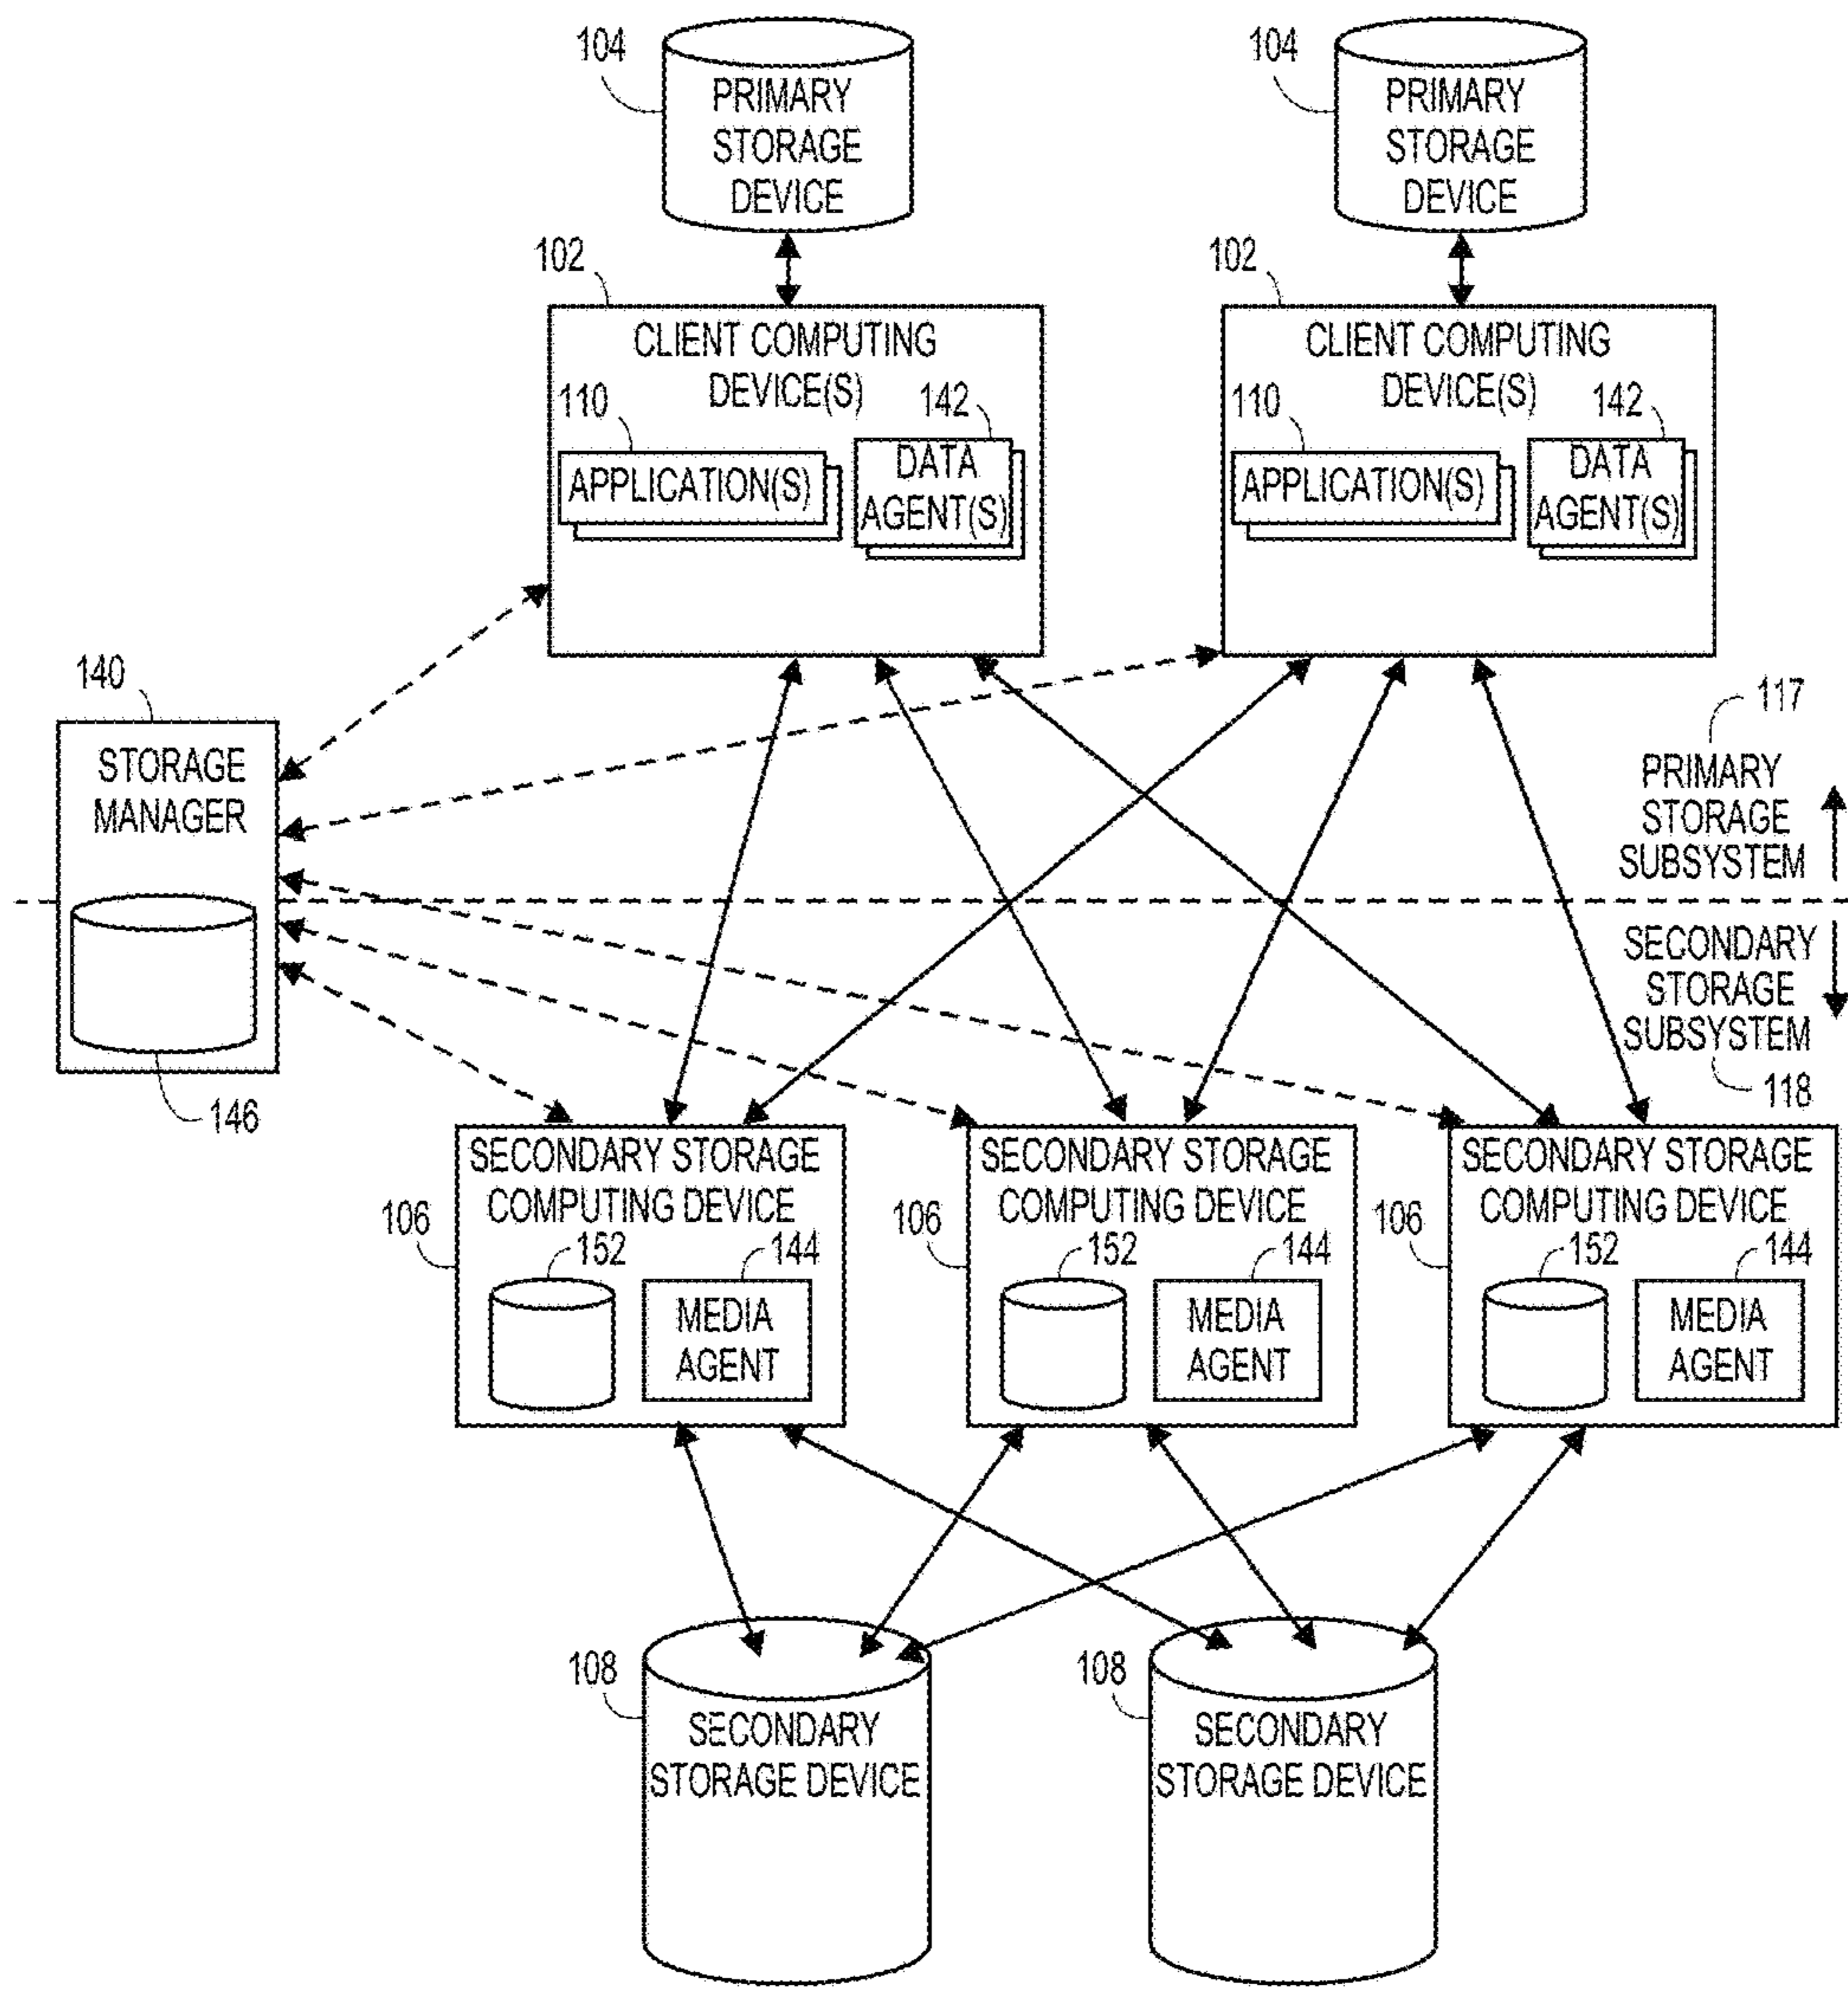 104
PRIMARY
STORAGE
DEVICE
104
PRIMARY
STORAGE
DEVICE
102
CLIENT COMPUTING
DEVICE(S)
110
142
APPLICATION(S)
DATA
AGENT(S)
102
CLIENT COMPUTING
DEVICE(S)
110
142
APPLICATION(S)
DATA
AGENT(S)
140
STORAGE
MANAGER
146
117
PRIMARY
STORAGE
SUBSYSTEM
SECONDARY
STORAGE
SUBSYSTEM
118
SECONDARY STORAGE
COMPUTING DEVICE
106
152
144
MEDIA
AGENT
SECONDARY STORAGE
COMPUTING DEVICE
106
152
144
MEDIA
AGENT
SECONDARY STORAGE
COMPUTING DEVICE
106
152
144
MEDIA
AGENT
108
SECONDARY
STORAGE DEVICE
108
SECONDARY
STORAGE DEVICE